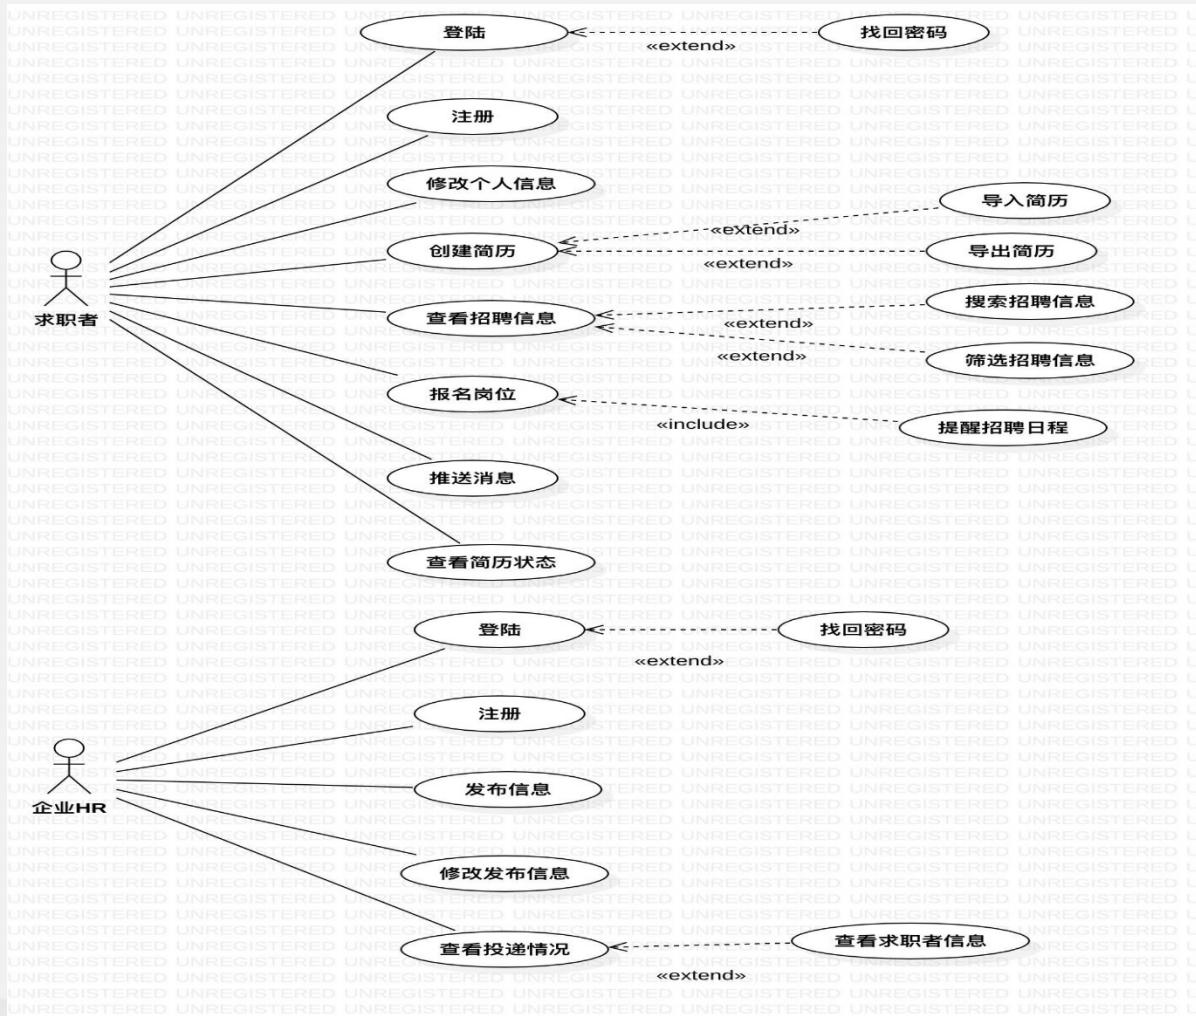 登陆
«extend»
找回密码
注册
修改个人信息
导入简历
«extend»
创建简历
导出简历
«extend»
求职者
查看招聘信息
搜索招聘信息
«extend»
«extend»
筛选招聘信息
报名岗位
«include»
提醒招聘日程
推送消息
查看简历状态
登陆
找回密码
«extend»
注册
企业HR
发布信息
修改发布信息
查看投递情况
查看求职者信息
«extend»
UNREGISTERED